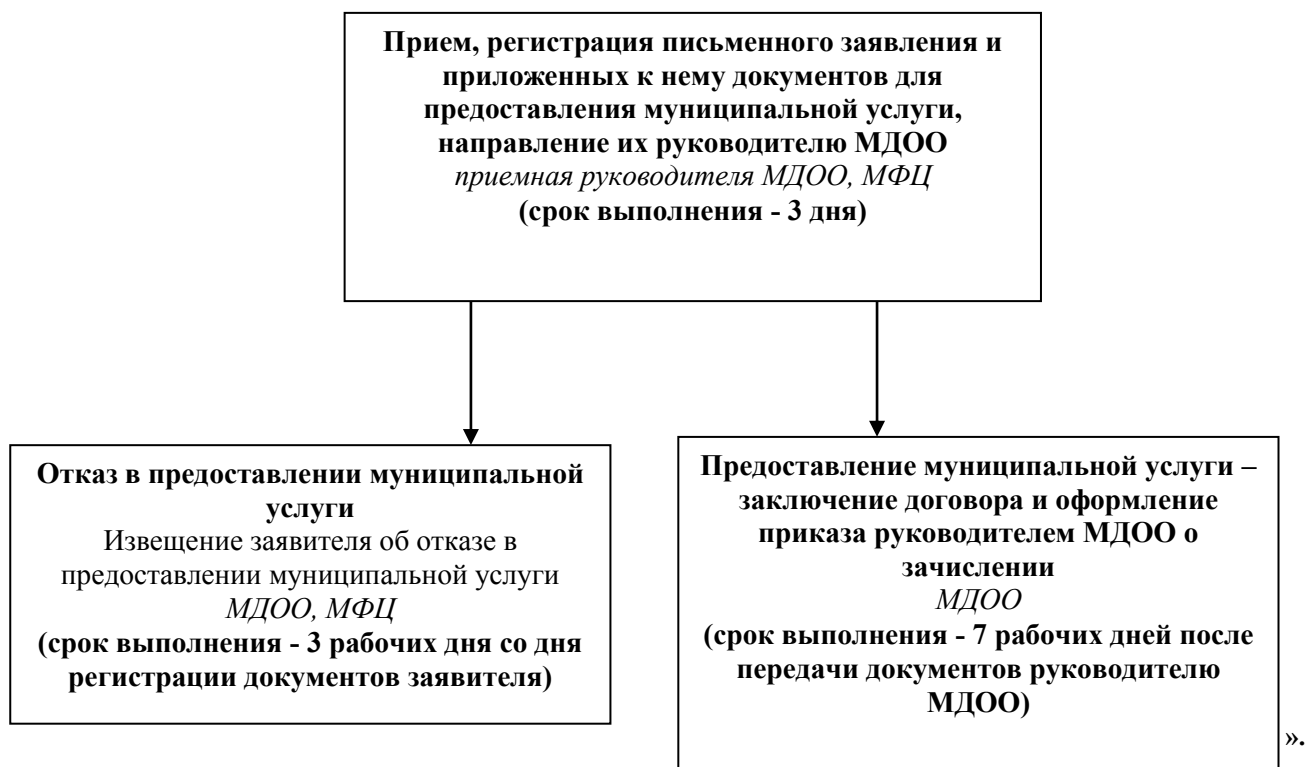 Прием, регистрация письменного заявления и
приложенных к нему документов для
предоставления муниципальной услуги,
направление их руководителю МДОО
приемная руководителя МДОО, МФЦ
(срок выполнения - 3 дня)
Отказ в предоставлении муниципальной
услуги
Извещение заявителя об отказе в
предоставлении муниципальной услуги
МДОО, МФЦ
(срок выполнения - 3 рабочих дня со дня
регистрации документов заявителя)
Предоставление муниципальной услуги –
заключение договора и оформление
приказа руководителем МДОО о
зачислении
МДОО
(срок выполнения - 7 рабочих дней после
передачи документов руководителю
МДОО)
».